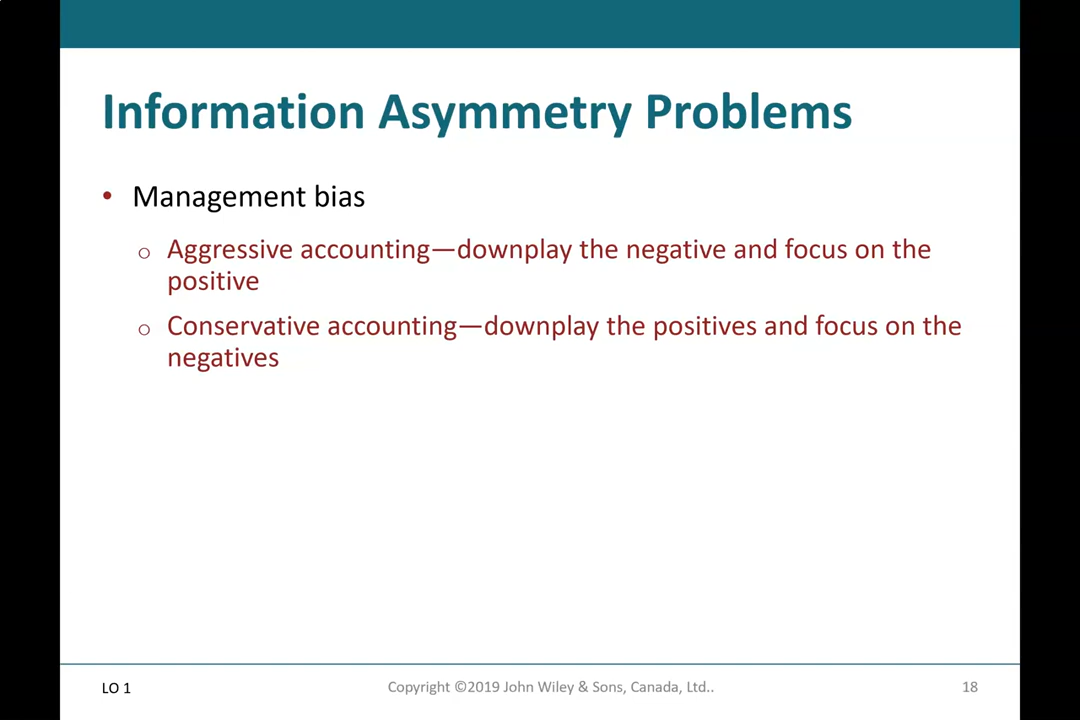 Information Asymmetry Problems
• Management bias
o Aggressive accounting—downplay the negative and focus on the
positive
o Conservative accounting—downplay the positives and focus on the
negatives
LO 1
Copyright ©2019 John Wiley & Sons, Canada, Ltd..
18